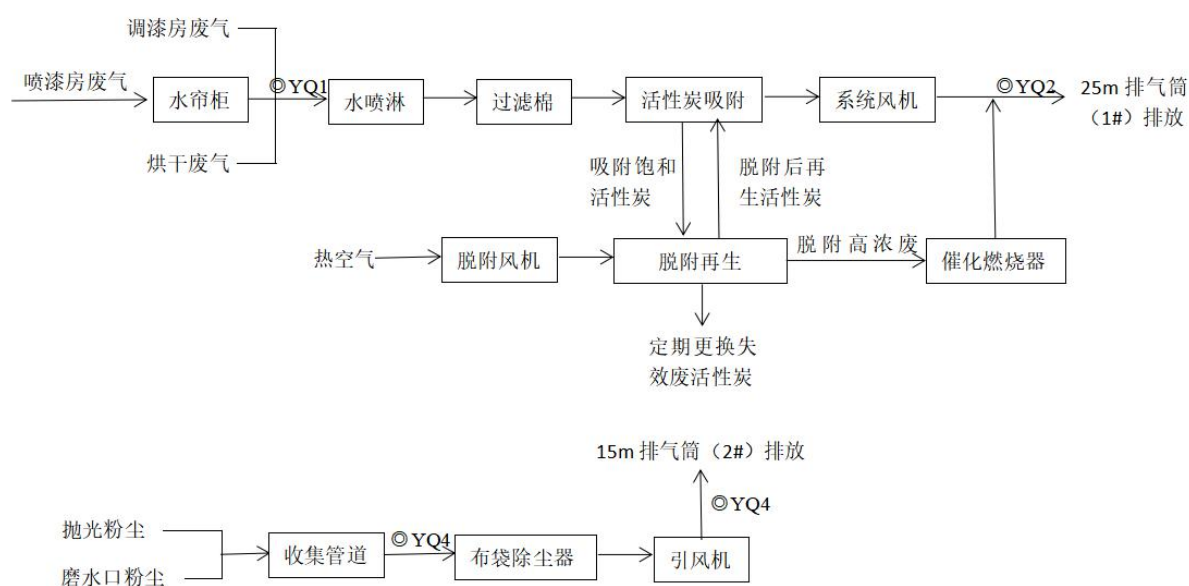 调漆房废气
喷漆房废气
水帘柜
◎YQ1
水喷淋
过滤棉
活性炭吸附
系统风机
◎YQ2
25m 排气筒
（1#）排放
烘干废气
吸附饱和
活性炭
脱附后再
生活性炭
热空气
脱附风机
脱附再生
脱附高浓废
催化燃烧器
定期更换失
效废活性炭
15m 排气筒（2#）排放
◎YQ4
抛光粉尘
磨水口粉尘
收集管道
◎YQ4
布袋除尘器
引风机